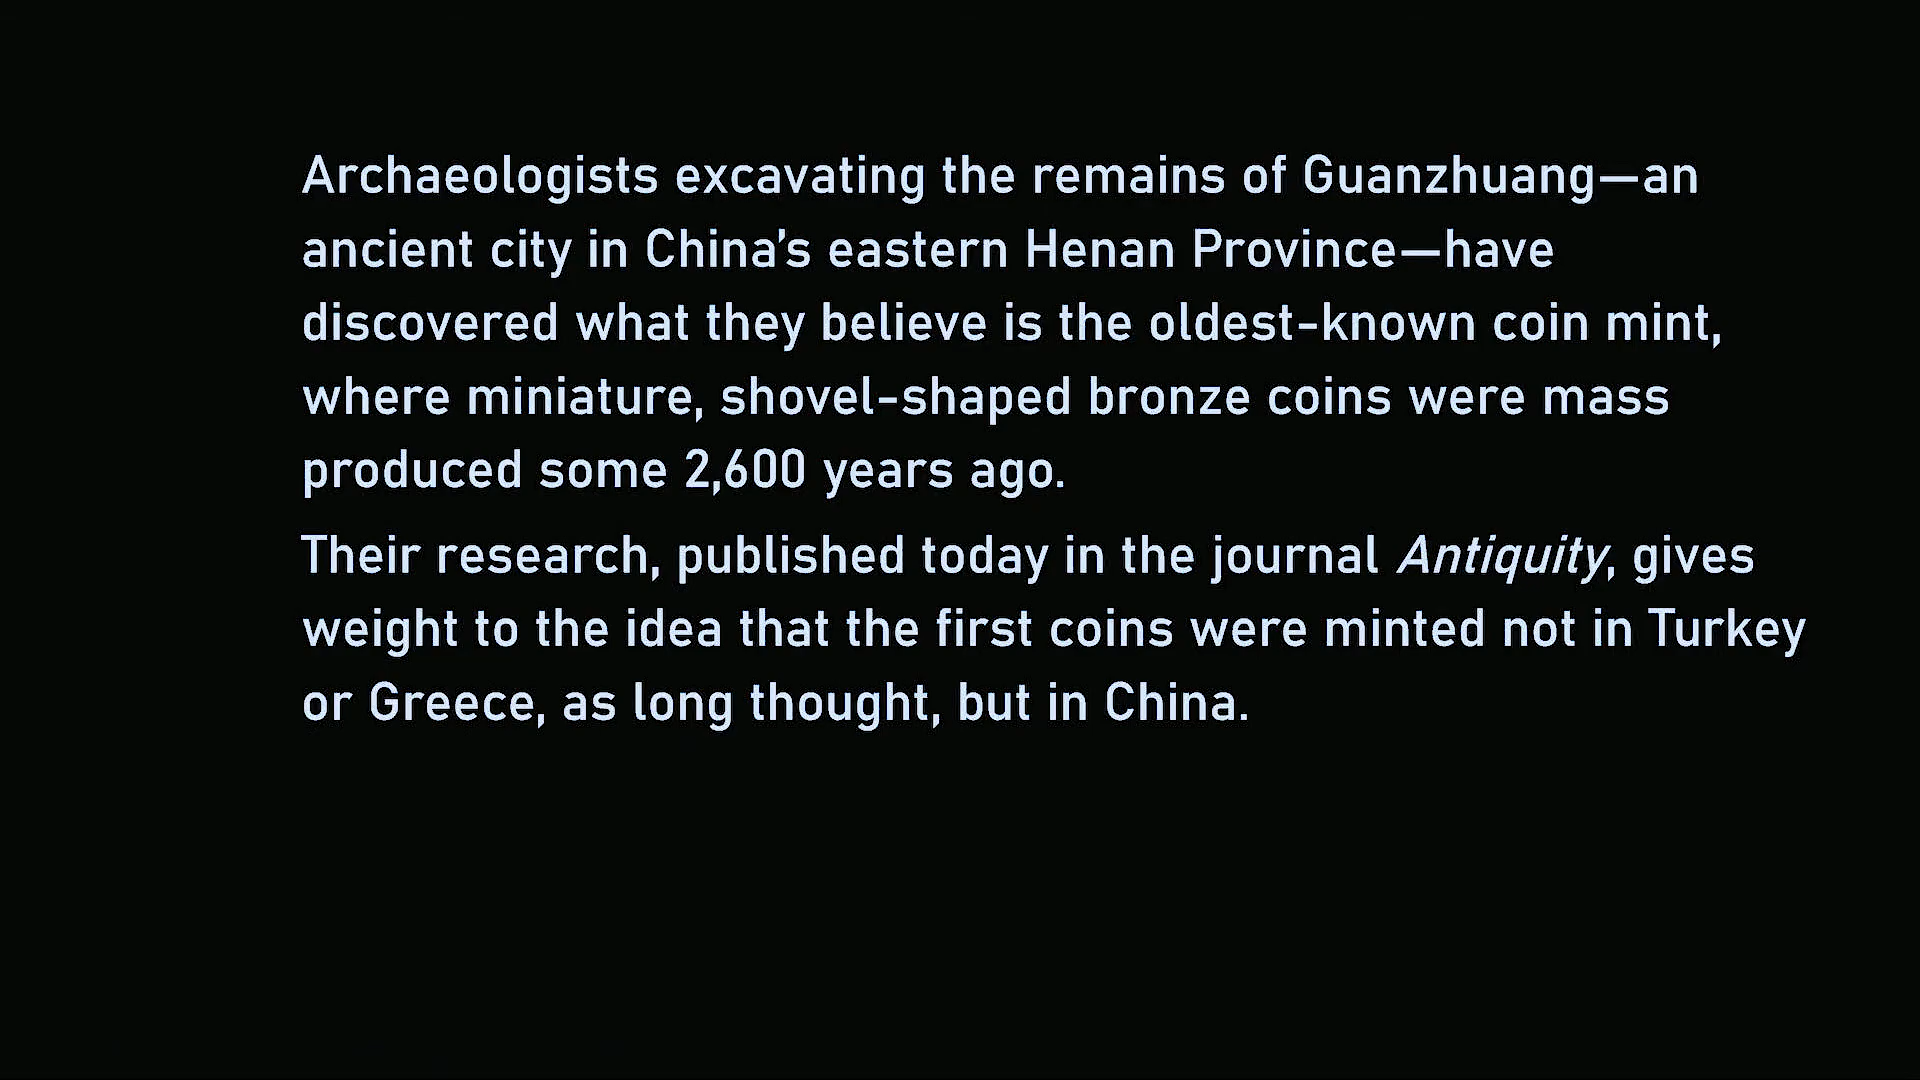 Archaeologists excavating the remains of Guanzhuang—an
ancient city in China’s eastern Henan Province—have
discovered what they believe is the oldest-known coin mint,
where miniature, shovel-shaped bronze coins were mass
produced some 2,600 years ago.
Their research, published today in the journal Antiquity, gives
weight to the idea that the first coins were minted not in Turkey
or Greece, as long thought, but in China.